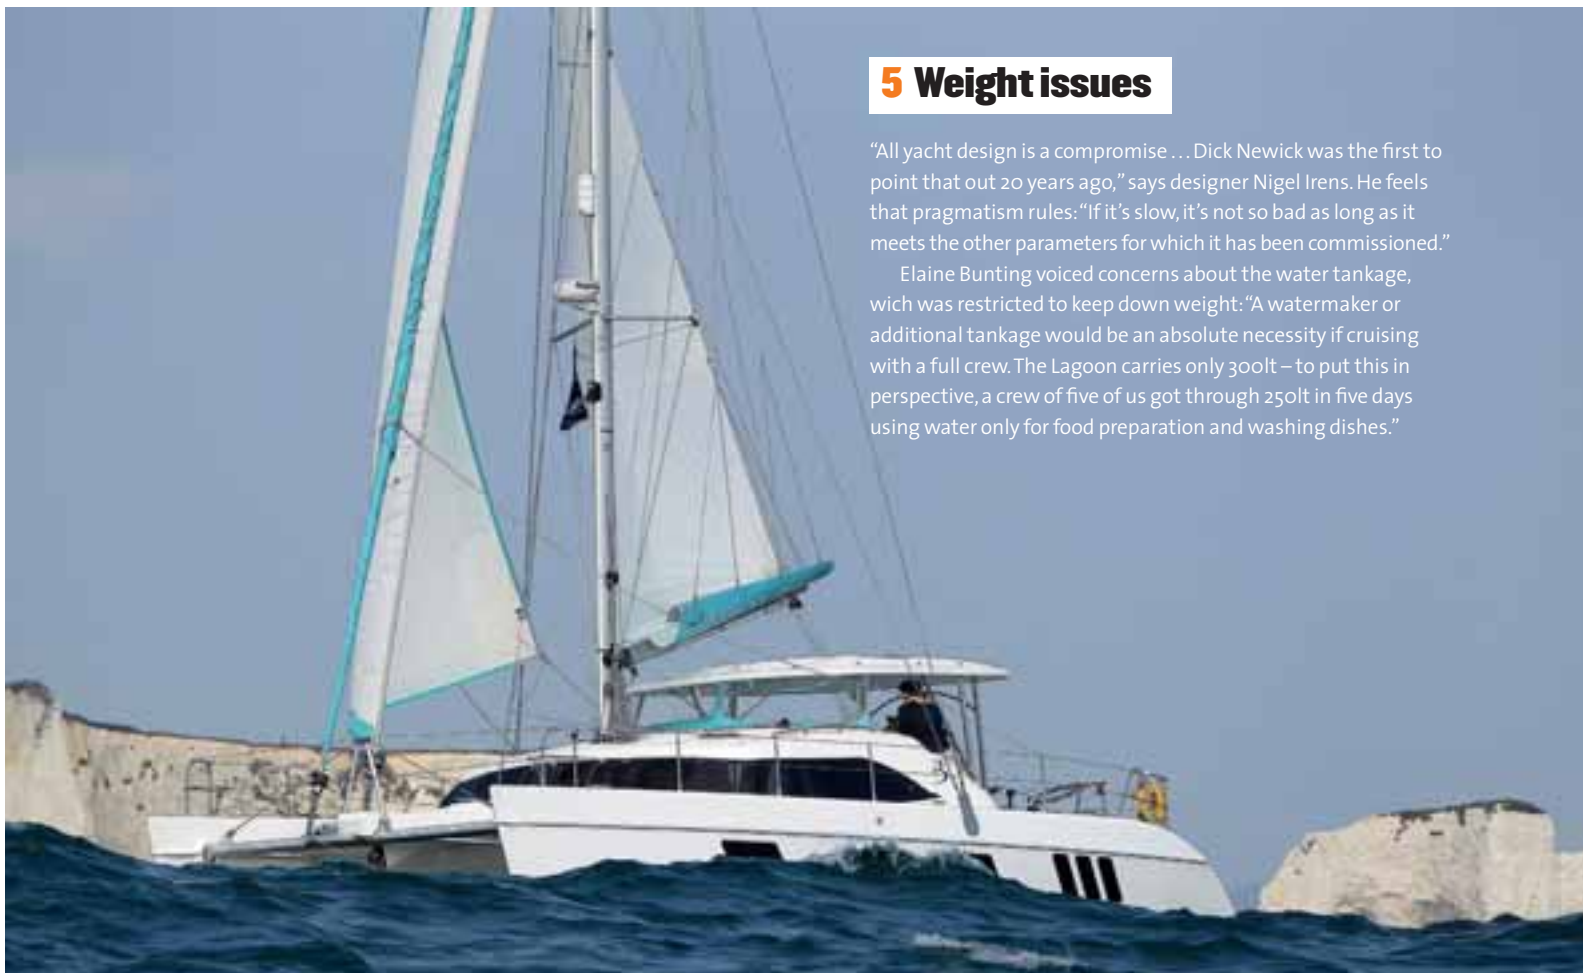 5 Weight issues
“All yacht design is a compromise ... Dick Newick was the first to
point that out 20 years ago,” says designer Nigel Irens. He feels
that pragmatism rules: “If it’s slow, it’s not so bad as long as it
meets the other parameters for which it has been commissioned.”
Elaine Bunting voiced concerns about the water tankage,
wich was restricted to keep down weight: “A watermaker or
additional tankage would be an absolute necessity if cruising
with a full crew. The Lagoon carries only 300lt – to put this in
perspective, a crew of five of us got through 250lt in five days
using water only for food preparation and washing dishes.”